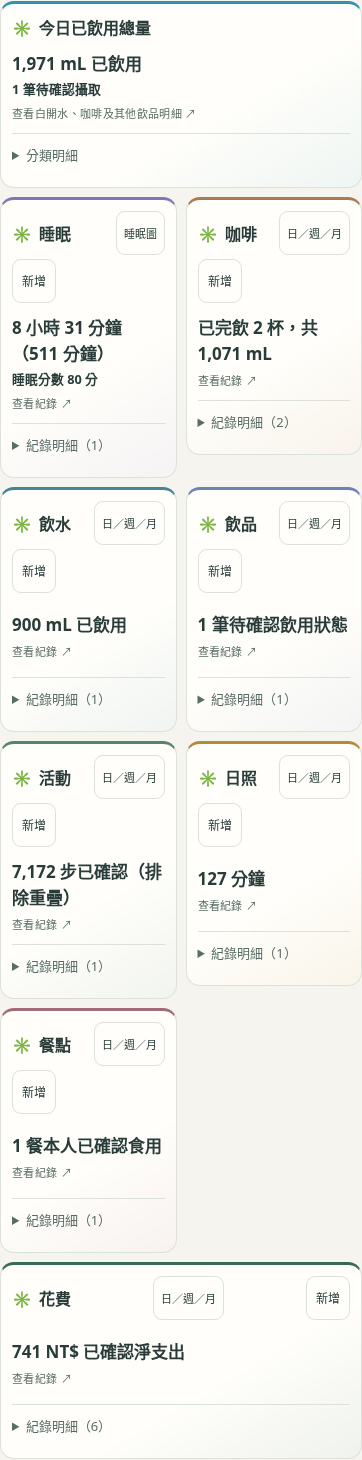 今日已飲用總量
1,971 mL 已飲用
1 筆待確認攝取
查看白開水、咖啡及其他飲品明細 ↗
▶ 分類明細
睡眠
睡眠圖
新增
8 小時 31 分鐘
（511 分鐘）
睡眠分數 80 分
查看紀錄 ↗
▶ 紀錄明細（1）
咖啡
日／週／月
新增
已完飲 2 杯，共
1,071 mL
查看紀錄 ↗
▶ 紀錄明細（2）
飲水
日／週／月
新增
900 mL 已飲用
查看紀錄 ↗
▶ 紀錄明細（1）
飲品
日／週／月
新增
1 筆待確認飲用狀態
查看紀錄 ↗
▶ 紀錄明細（1）
活動
日／週／月
新增
7,172 步已確認（排
除重疊）
查看紀錄 ↗
▶ 紀錄明細（1）
日照
日／週／月
新增
127 分鐘
查看紀錄 ↗
▶ 紀錄明細（1）
餐點
日／週／月
新增
1 餐本人已確認食用
查看紀錄 ↗
▶ 紀錄明細（1）
花費
日／週／月
新增
741 NT$ 已確認淨支出
查看紀錄 ↗
▶ 紀錄明細（6）